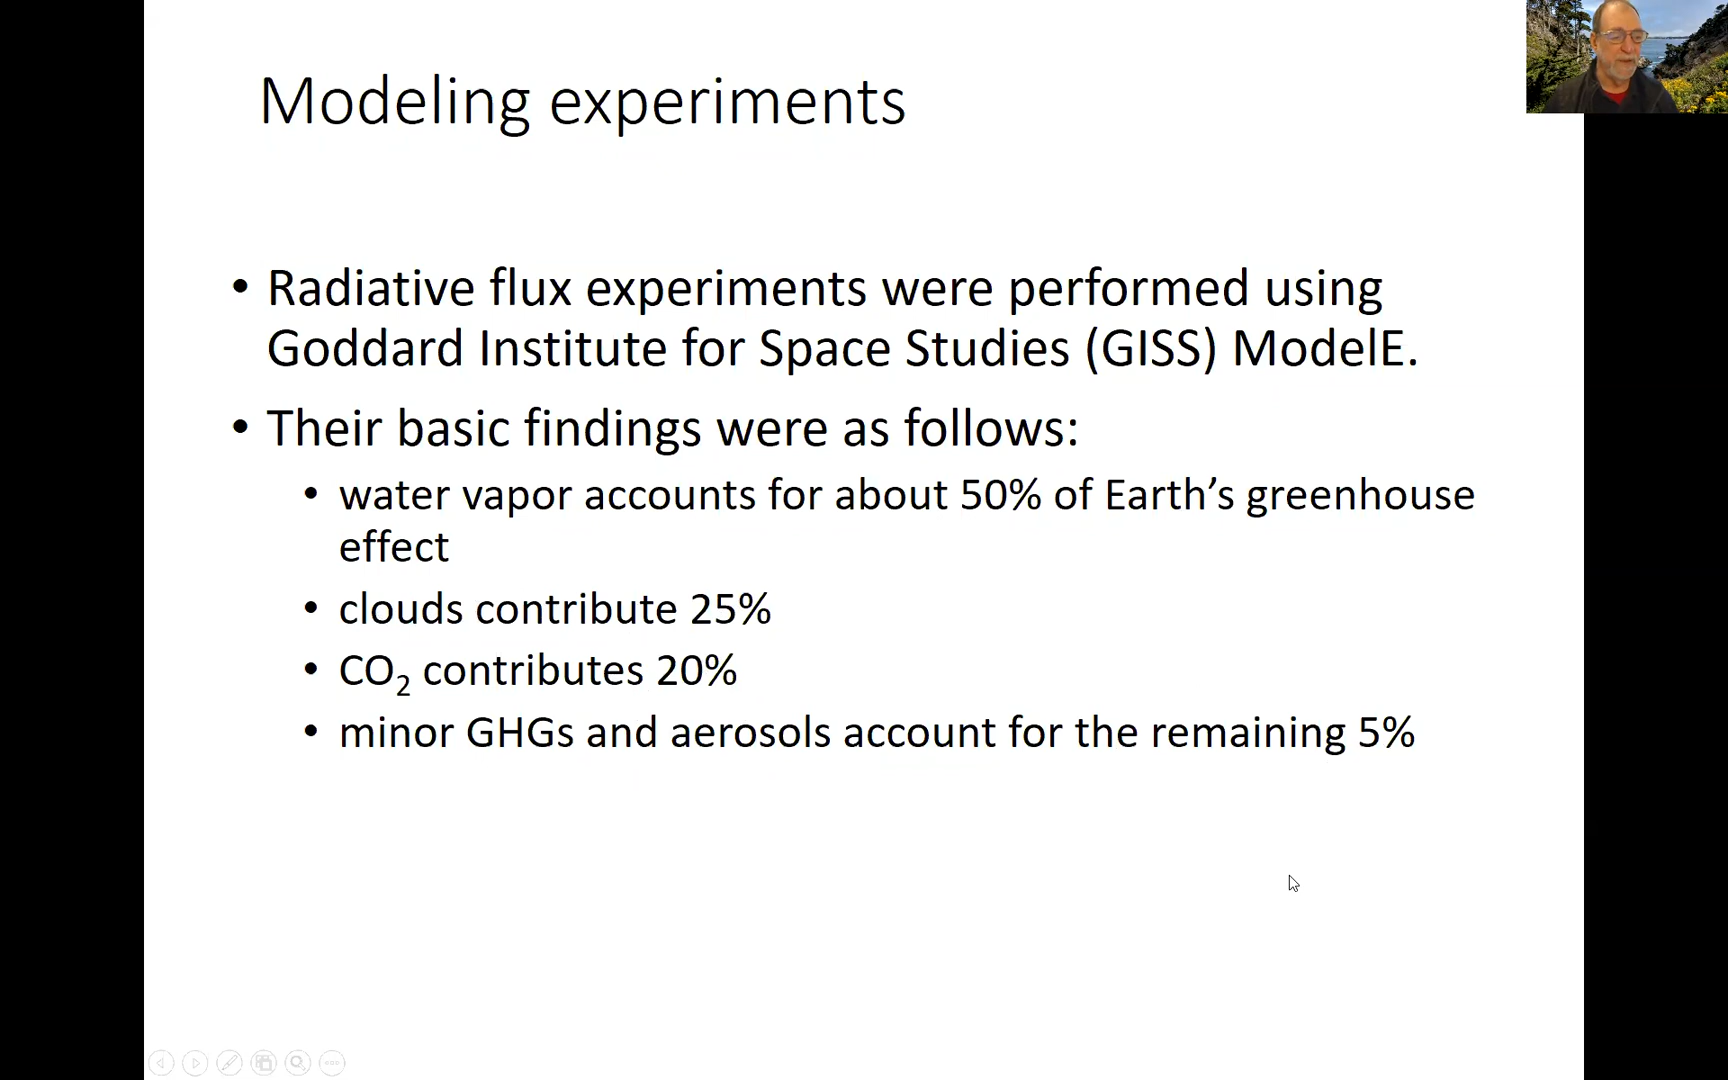 Modeling experiments
• Radiative flux experiments were performed using
Goddard Institute for Space Studies (GISS) ModelE.
• Their basic findings were as follows:
• water vapor accounts for about 50% of Earth’s greenhouse
effect
• clouds contribute 25%
• CO₂ contributes 20%
• minor GHGs and aerosols account for the remaining 5%